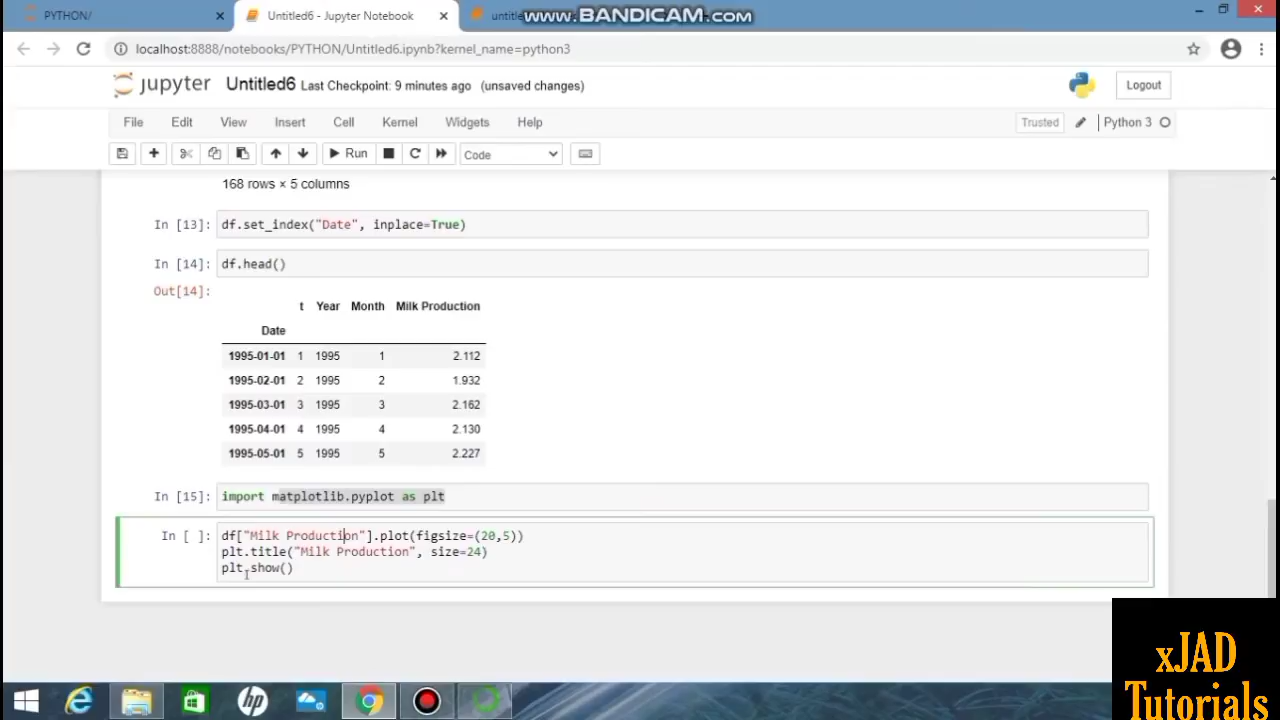 PYTHON/
Untitled6 - Jupyter Notebook
WWW.BANDICAM.COM
localhost:8888/notebooks/PYTHON/Untitled6.ipynb?kernel_name=python3
jupyter Untitled6 Last Checkpoint: 9 minutes ago (unsaved changes)
Logout
File Edit View Insert Cell Kernel Widgets Help
Trusted Python 3
Run Code
168 rows × 5 columns
In [13]: df.set_index("Date", inplace=True)
In [14]: df.head()
Out[14]:
t Year Month Milk Production
Date
1995-01-01 1 1995 1 2.112
1995-02-01 2 1995 2 1.932
1995-03-01 3 1995 3 2.162
1995-04-01 4 1995 4 2.130
1995-05-01 5 1995 5 2.227
In [15]: import matplotlib.pyplot as plt
In [ ]: df["Milk Production"].plot(figsize=(20,5))
plt.title("Milk Production", size=24)
plt.show()
xJAD
Tutorials
hp